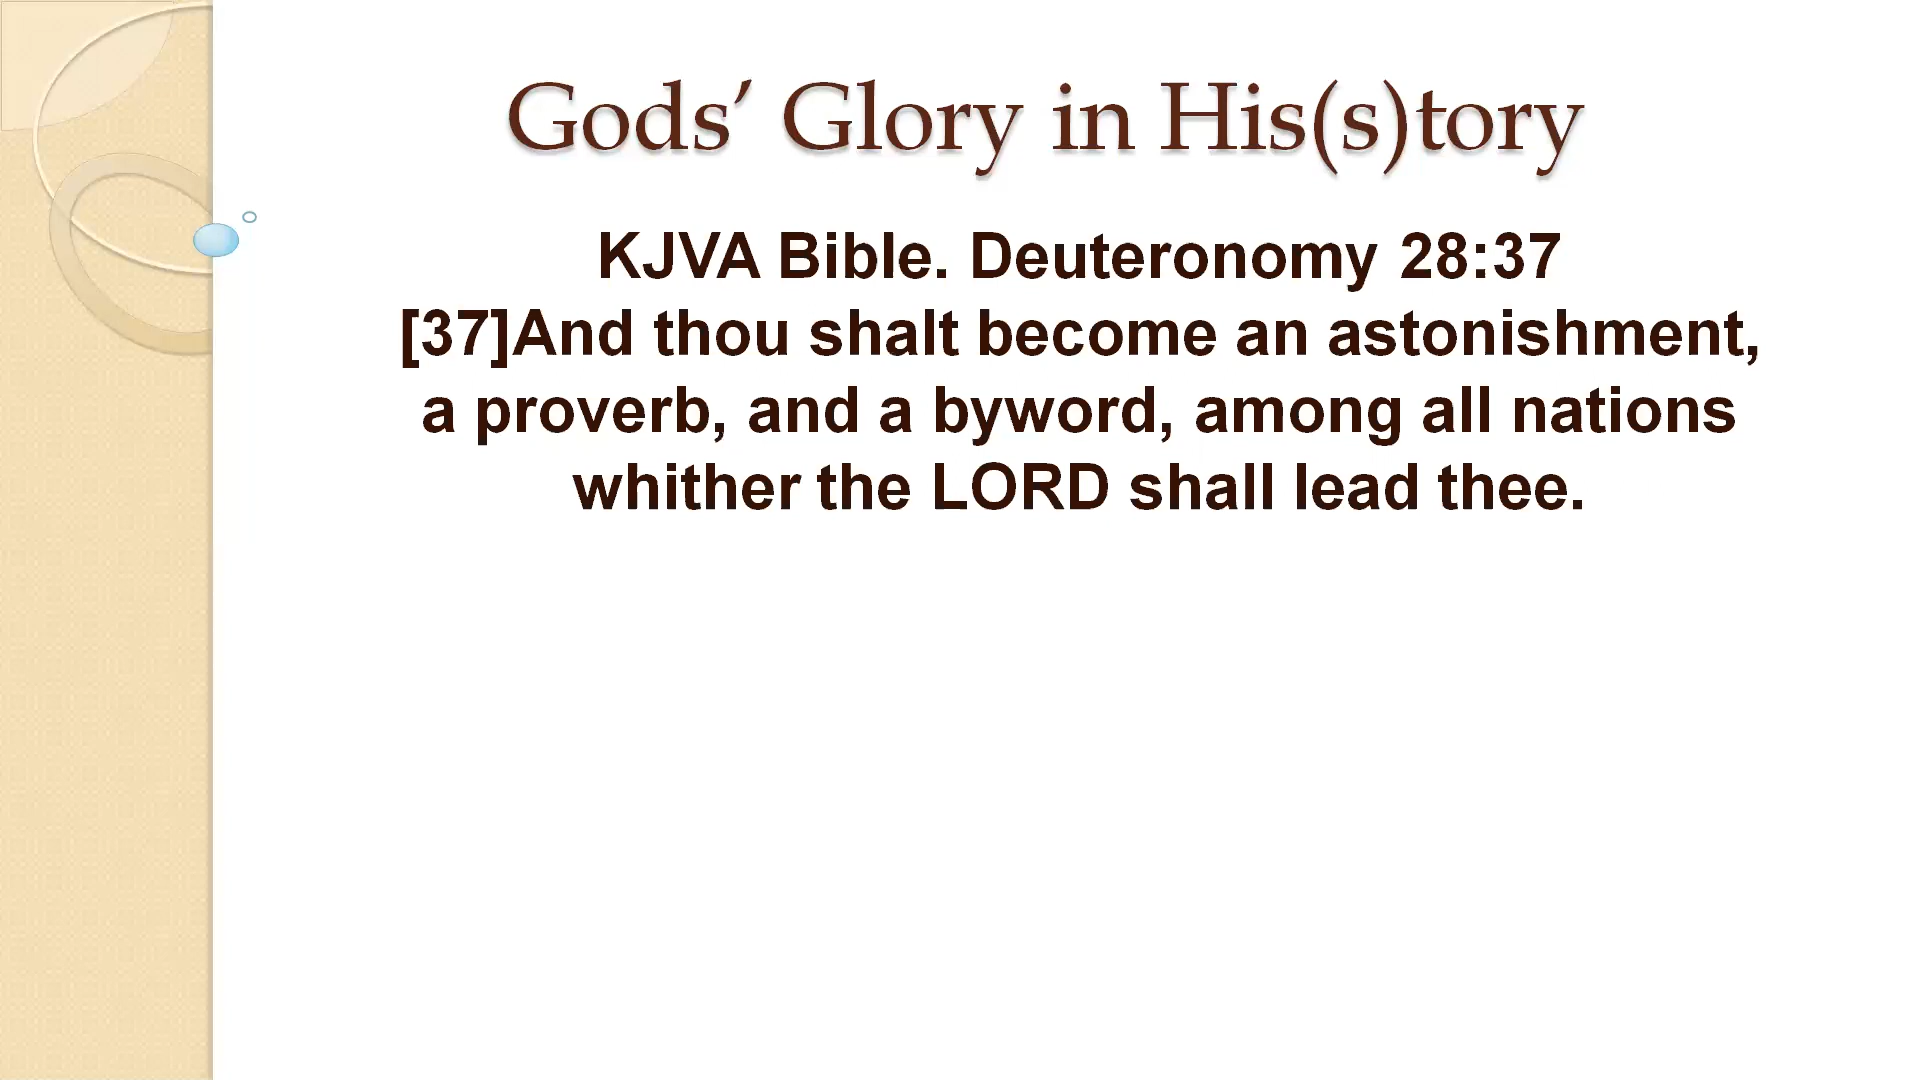 Gods’ Glory in His(s)tory
KJVA Bible. Deuteronomy 28:37
[37]And thou shalt become an astonishment,
a proverb, and a byword, among all nations
whither the LORD shall lead thee.